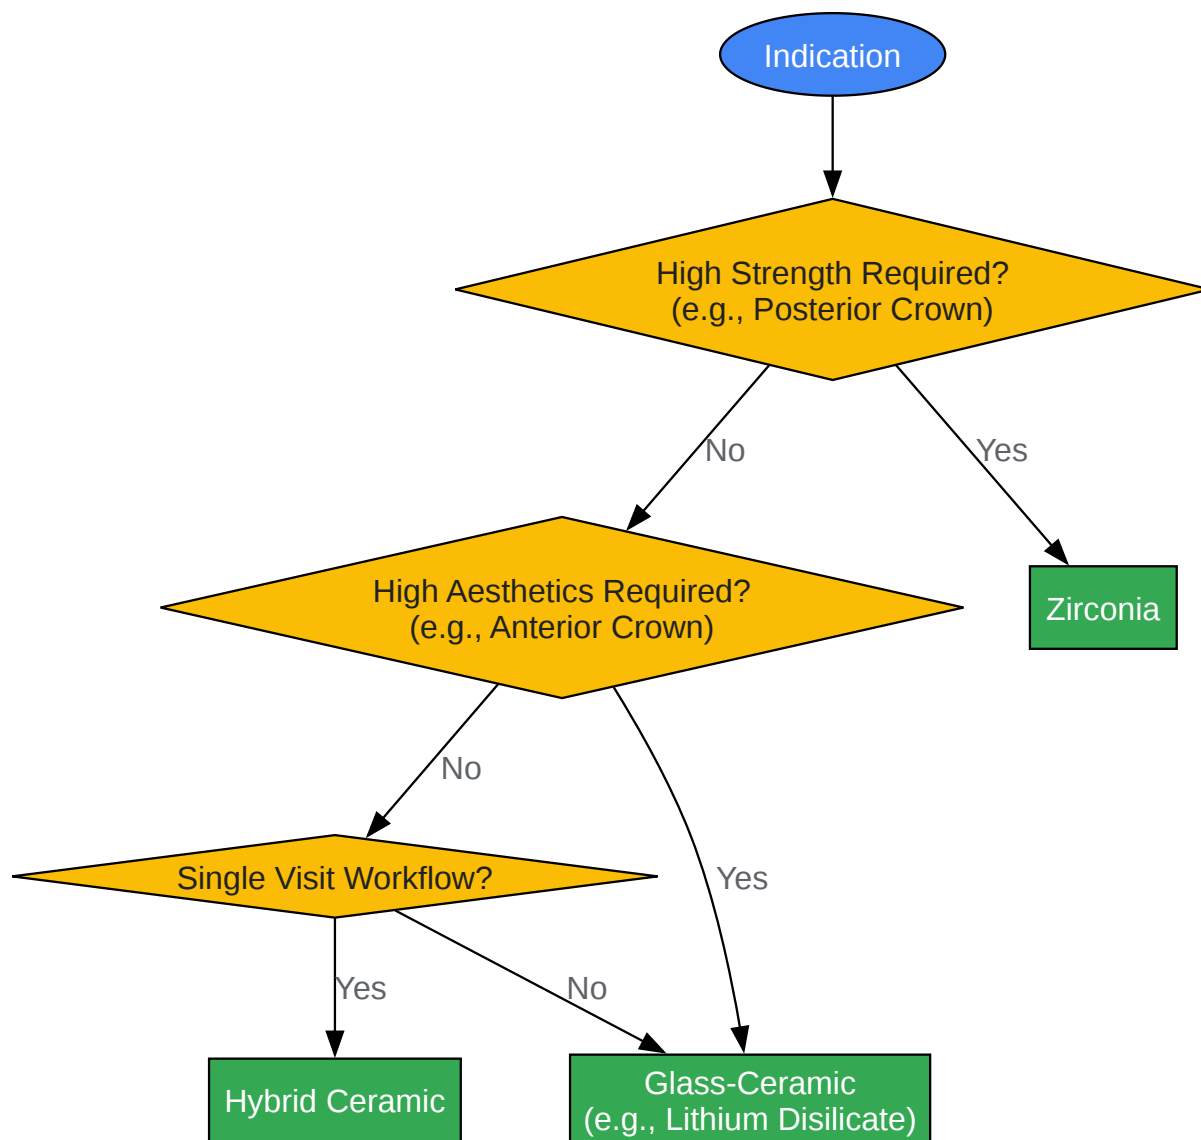 Indication
High Strength Required?
(e.g., Posterior Crown)
No
Yes
High Aesthetics Required?
(e.g., Anterior Crown)
Zirconia
No
Yes
Single Visit Workflow?
Yes
No
Hybrid Ceramic
Glass-Ceramic
(e.g., Lithium Disilicate)